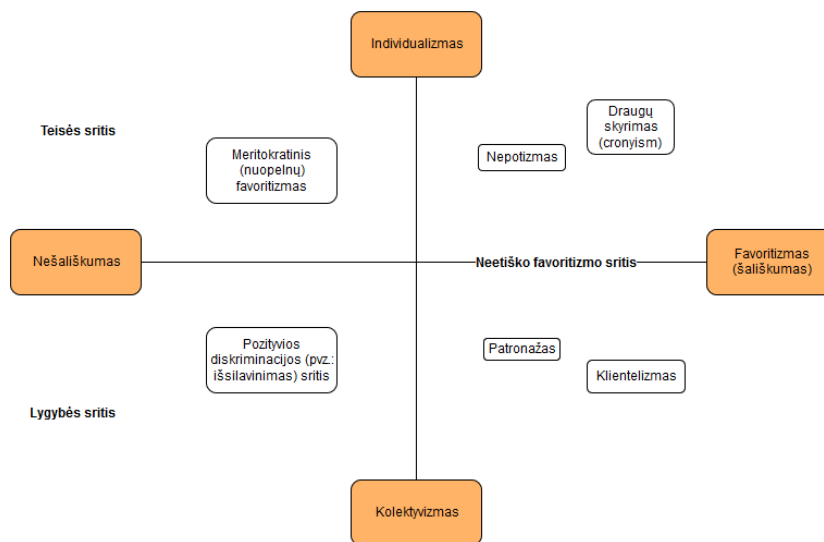 Individualizmas
Teisės sritis
Meritokratinis
(nuopelnų)
favoritizmas
Nepotizmas
Draugų
skyrimas
(cronyism)
Nešališkumas
Neetiško favoritizmo sritis
Favoritizmas
(šališkumas)
Pozityvios
diskriminacijos (pvz.:
išsilavinimas) sritis
Patronažas
Klientelizmas
Lygybės sritis
Kolektyvizmas